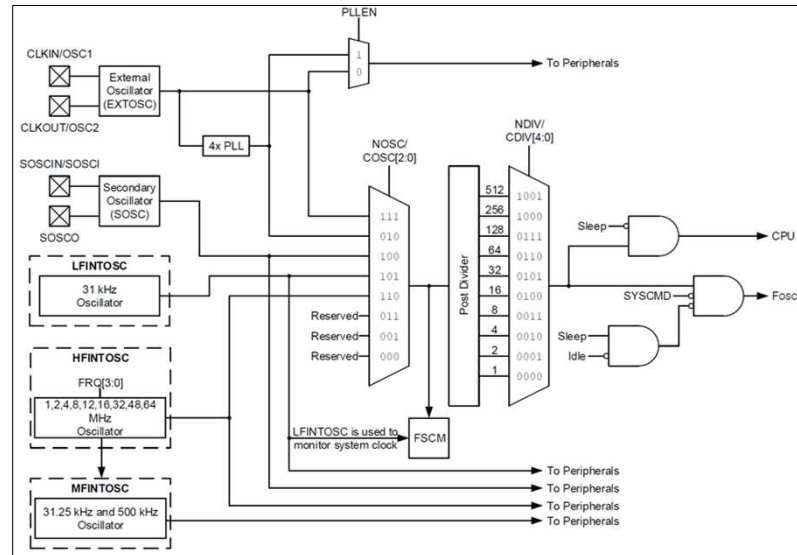 PLLEN
CLKIN/OSC1
External
Oscillator
(EXTOSC)
1
0
To Peripherals
CLKOUT/OSC2
4x PLL
NOSC/
COSC[2:0]
NDIV/
CDIV[4:0]
SOSCIN/SOSCI
Secondary
Oscillator
(SOSC)
SOSCO
LFINTOSC
31 kHz
Oscillator
111
010
100
101
110
011
001
000
Reserved
Reserved
Reserved
Post Divider
512
256
128
64
32
16
8
4
2
1
1001
1000
0111
0110
0101
0100
0011
0010
0001
0000
Sleep
CPU
SYSCMD
Fosc
Sleep
Idle
HFINTOSC
FRQ[3:0]
1,2,4,8,12,16,32,48,64
MHz
Oscillator
LFINTOSC is used to
monitor system clock
FSCM
MFINTOSC
31.25 kHz and 500 kHz
Oscillator
To Peripherals
To Peripherals
To Peripherals
To Peripherals